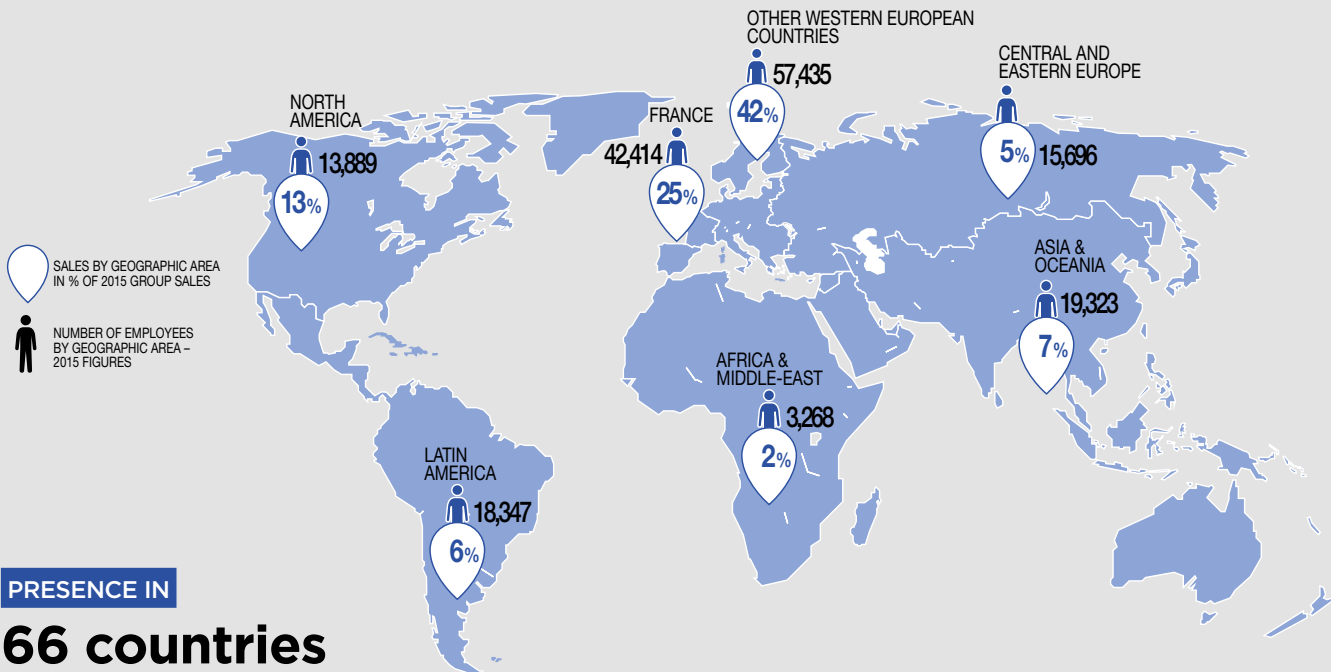 OTHER WESTERN EUROPEAN
COUNTRIES
57,435
42%
CENTRAL AND
EASTERN EUROPE
5%
15,696
NORTH
AMERICA
13,889
13%
FRANCE
42,414
25%
SALES BY GEOGRAPHIC AREA
IN % OF 2015 GROUP SALES
NUMBER OF EMPLOYEES
BY GEOGRAPHIC AREA –
2015 FIGURES
ASIA &
OCEANIA
19,323
7%
AFRICA &
MIDDLE-EAST
3,268
2%
LATIN
AMERICA
18,347
6%
PRESENCE IN
66 countries